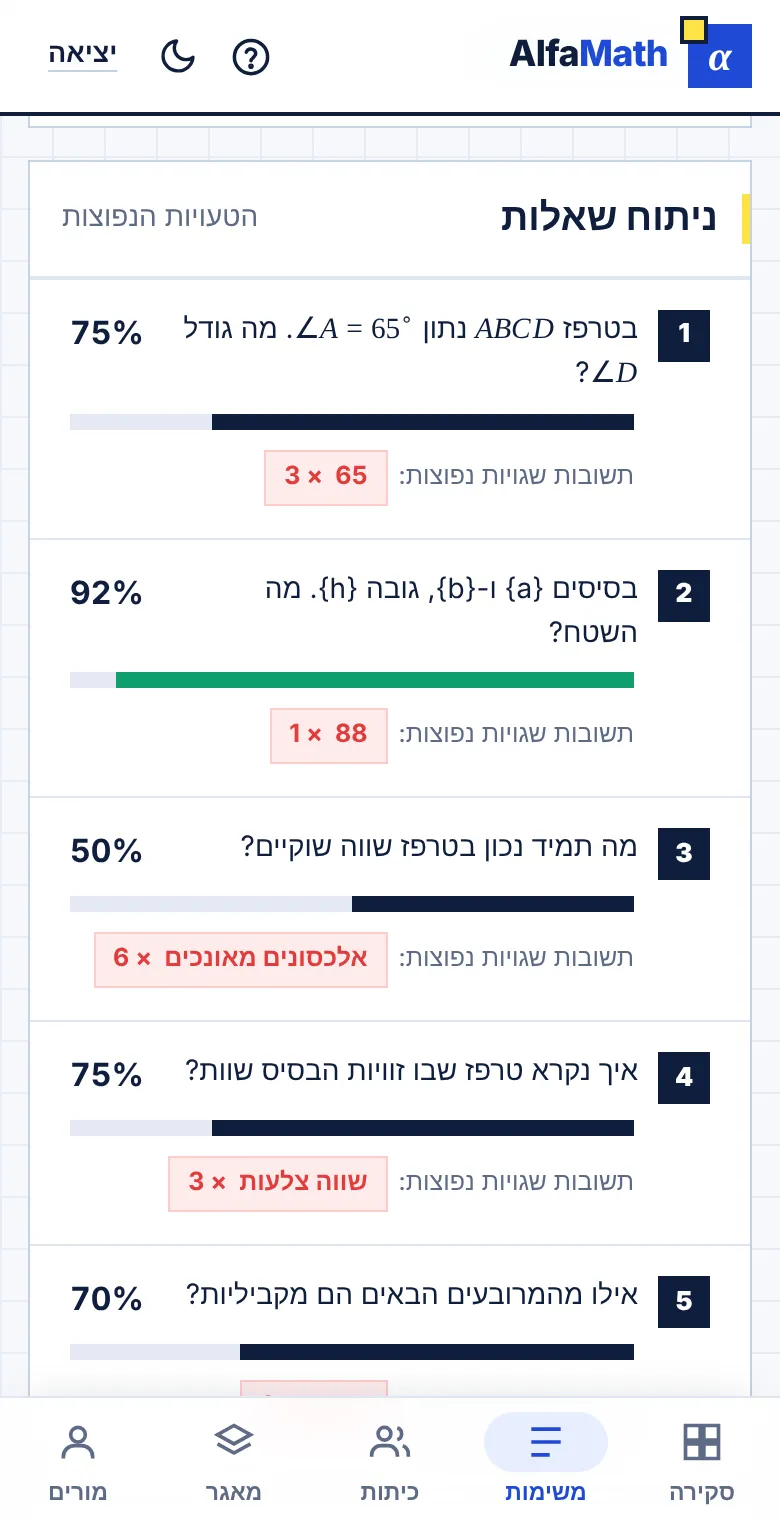 α AlfaMath יציאה
ניתוח שאלות הטעויות הנפוצות
1 בטרפז ABCD נתון ∠A = 65°. מה גודל 75%
∠D?
תשובות שגויות נפוצות: 65 × 3
2 בסיסים {a} ו-{b}, גובה {h}. מה 92%
השטח?
תשובות שגויות נפוצות: 88 × 1
3 מה תמיד נכון בטרפז שווה שוקיים? 50%
תשובות שגויות נפוצות: אלכסונים מאונכים × 6
4 איך נקרא טרפז שבו זוויות הבסיס שוות? 75%
תשובות שגויות נפוצות: שווה צלעות × 3
5 אילו מהמרובעים הבאים הם מקביליות? 70%
סקירה משימות כיתות מאגר מורים